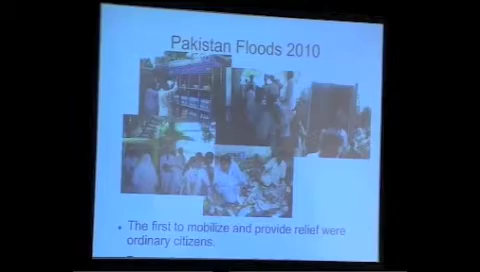 Pakistan Floods 2010
• The first to mobilize and provide relief were
ordinary citizens.